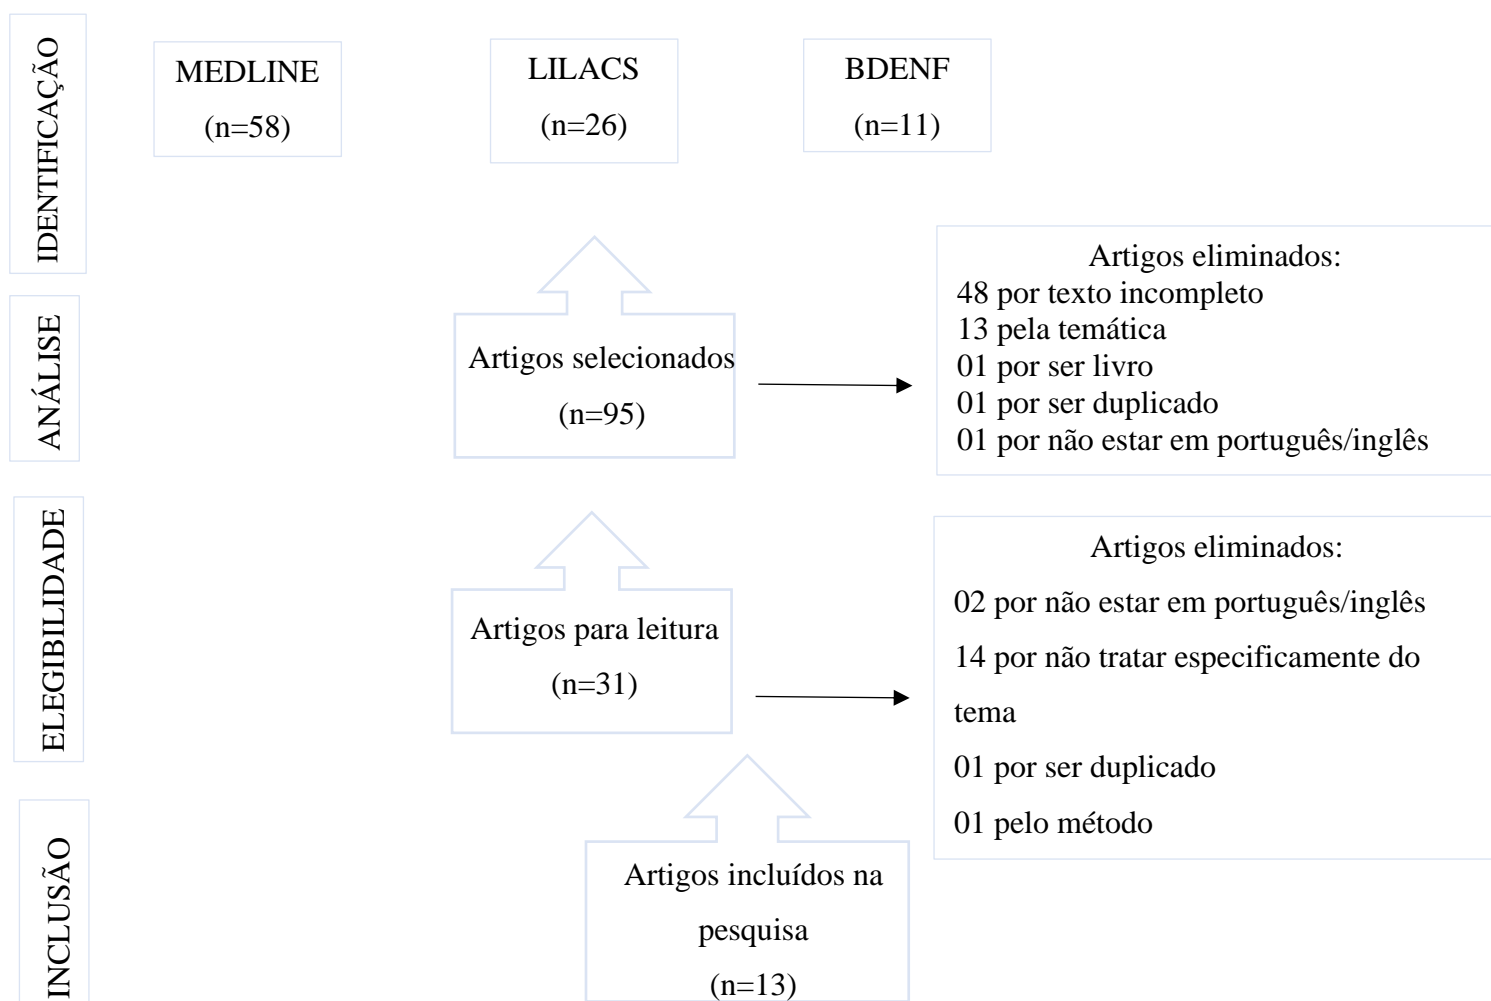 IDENTIFICAÇÃO
MEDLINE
(n=58)
LILACS
(n=26)
BDENF
(n=11)
ANÁLISE
Artigos selecionados
(n=95)
Artigos eliminados:
48 por texto incompleto
13 pela temática
01 por ser livro
01 por ser duplicado
01 por não estar em português/inglês
ELEGIBILIDADE
Artigos para leitura
(n=31)
Artigos eliminados:
02 por não estar em português/inglês
14 por não tratar especificamente do
tema
01 por ser duplicado
01 pelo método
INCLUSÃO
Artigos incluídos na
pesquisa
(n=13)